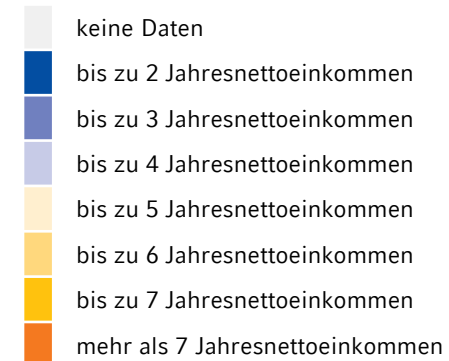 keine Daten
bis zu 2 Jahresnettoeinkommen
bis zu 3 Jahresnettoeinkommen
bis zu 4 Jahresnettoeinkommen
bis zu 5 Jahresnettoeinkommen
bis zu 6 Jahresnettoeinkommen
bis zu 7 Jahresnettoeinkommen
mehr als 7 Jahresnettoeinkommen